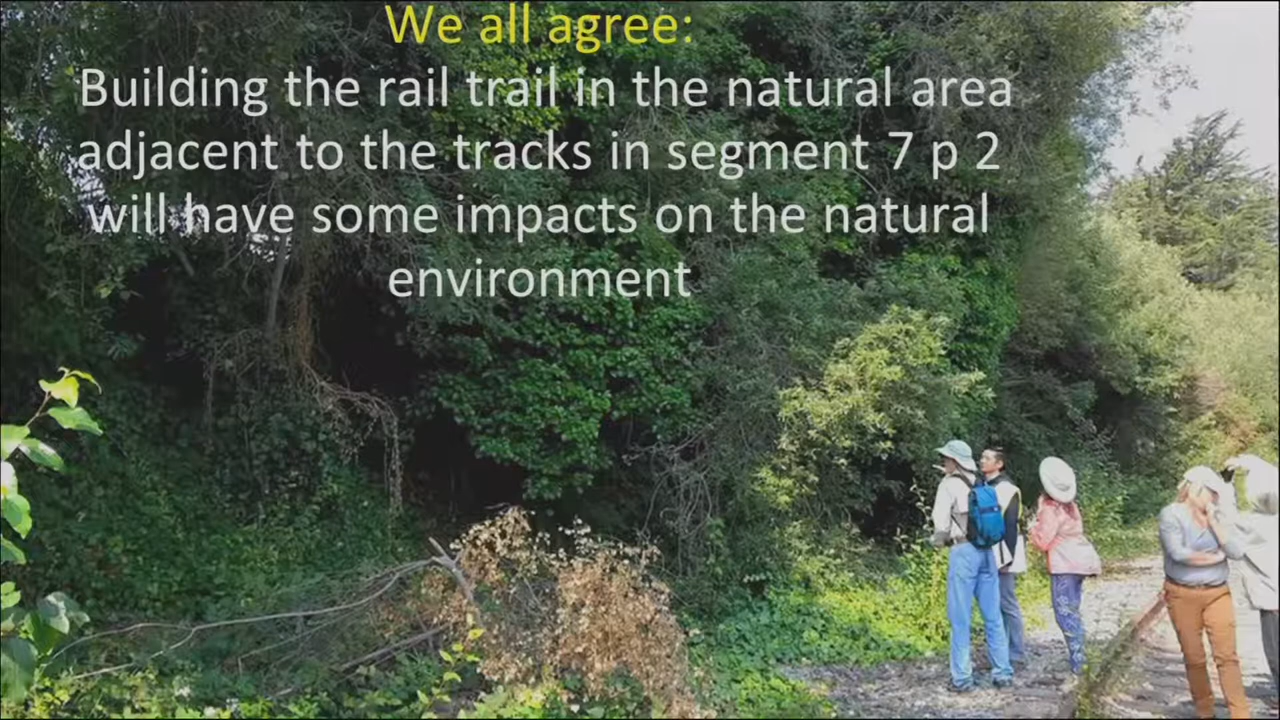 We all agree:
Building the rail trail in the natural area
adjacent to the tracks in segment 7 p 2
will have some impacts on the natural
environment